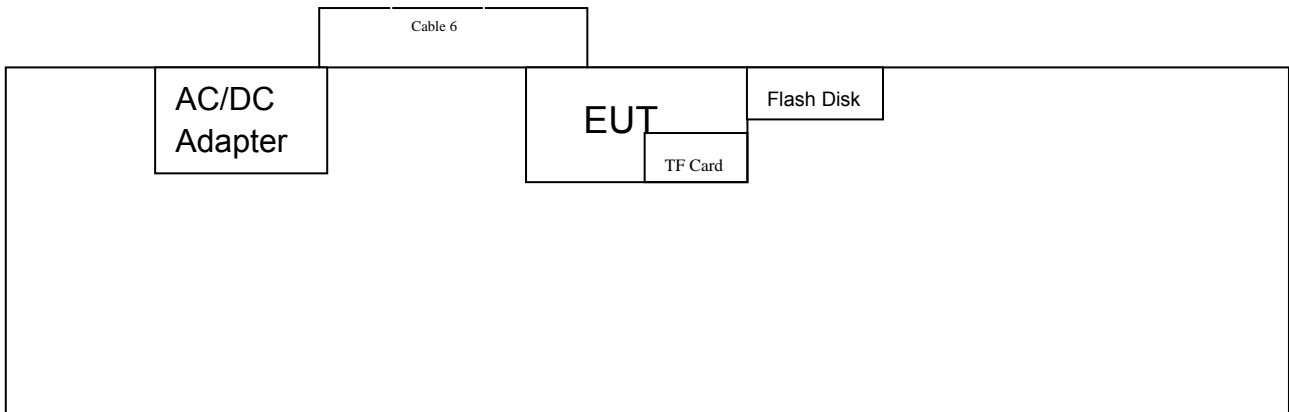 Cable 6
AC/DC
Adapter
EUT
Flash Disk
TF Card